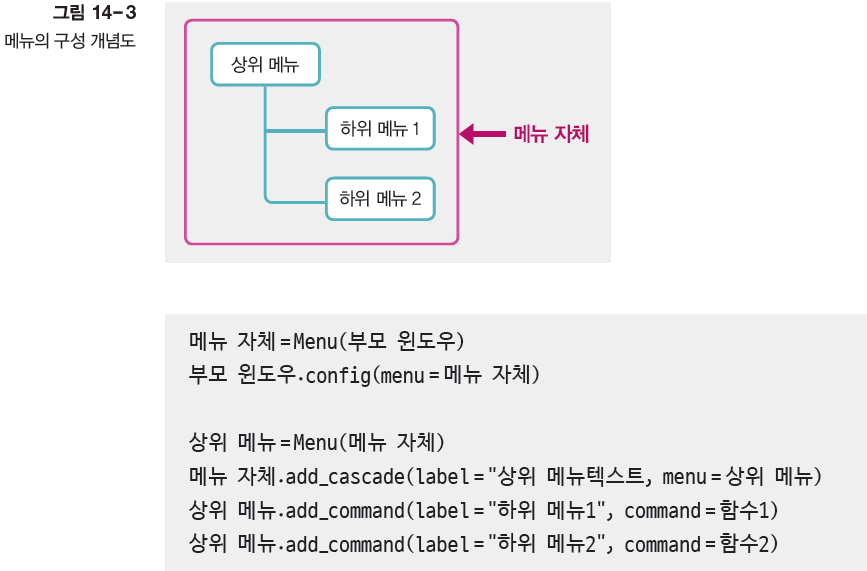 그림 14-3
메뉴의 구성 개념도
상위 메뉴
하위 메뉴 1
하위 메뉴 2
메뉴 자체
메뉴 자체=Menu(부모 윈도우)
부모 윈도우.config(menu=메뉴 자체)
상위 메뉴=Menu(메뉴 자체)
메뉴 자체.add_cascade(label="상위 메뉴텍스트, menu=상위 메뉴)
상위 메뉴.add_command(label="하위 메뉴1", command=함수1)
상위 메뉴.add_command(label="하위 메뉴2", command=함수2)